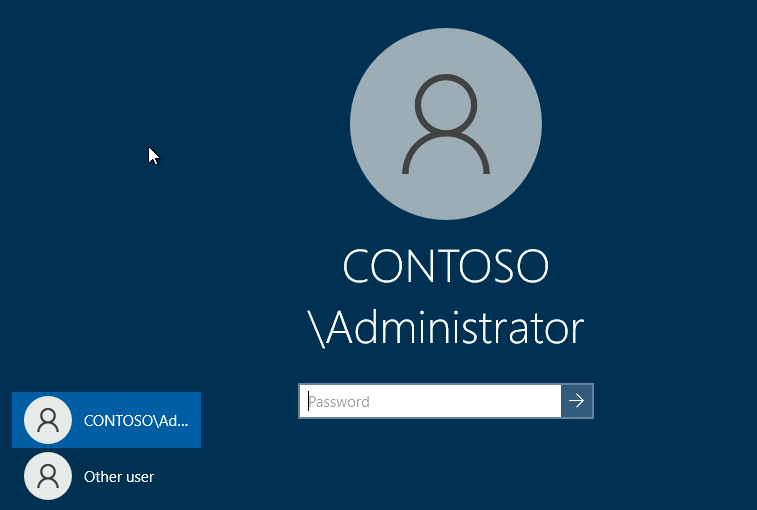 CONTOSO
\Administrator
Password
CONTOSO\Ad...
Other user